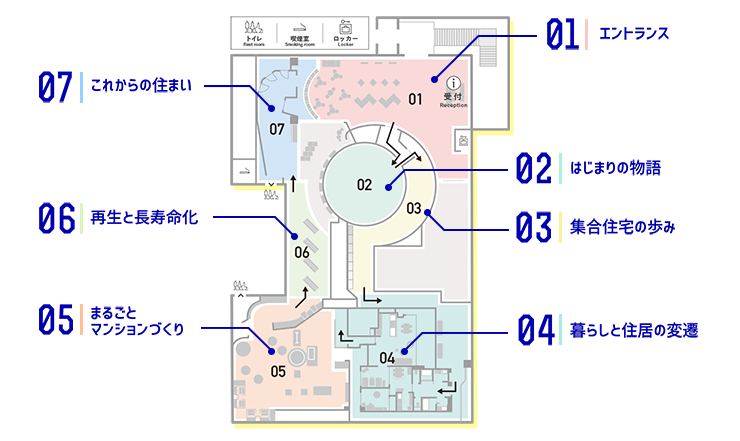 トイレ
Rest room
喫煙室
Smoking room
ロッカー
Locker
01 エントランス
07 これからの住まい
01
受付
Reception
07
02 はじまりの物語
02
03
06 再生と長寿命化
03 集合住宅の歩み
06
05 まるごと
マンションづくり
04 暮らしと住居の変遷
04
05